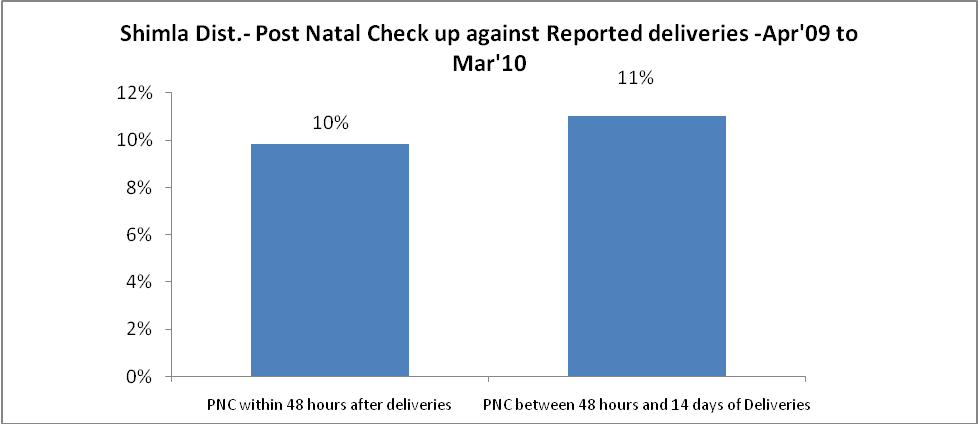 Shimla Dist.- Post Natal Check up against Reported deliveries -Apr'09 to
Mar'10
11%
12%
10%
10%
8%
6%
4%
2%
0%
PNC within 48 hours after deliveries
PNC between 48 hours and 14 days of Deliveries